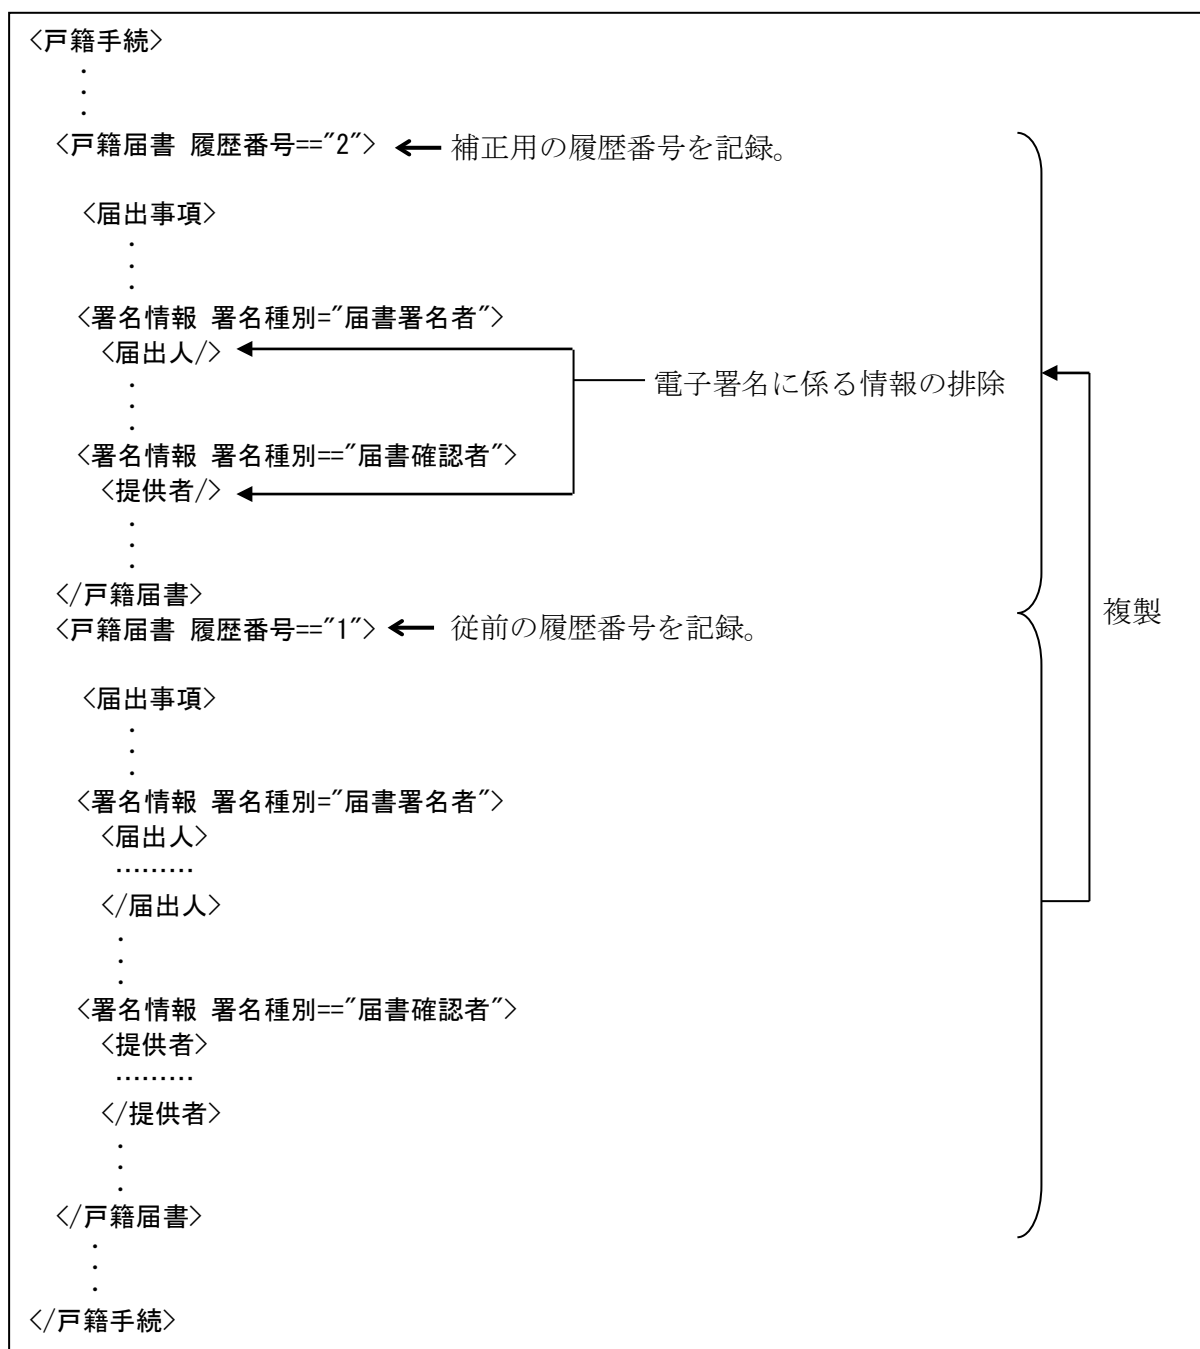 <戸籍手続>
・
・
・
<戸籍届書 履歴番号=="2"> ← 補正用の履歴番号を記録。
<届出事項>
・
・
・
<署名情報 署名種別="届書署名者">
<届出人/>
電子署名に係る情報の排除
・
・
・
<署名情報 署名種別=="届書確認者">
<提供者/>
・
・
・
</戸籍届書>
複製
<戸籍届書 履歴番号=="1"> ← 従前の履歴番号を記録。
<届出事項>
・
・
・
<署名情報 署名種別="届書署名者">
<届出人>
………
</届出人>
・
・
・
<署名情報 署名種別=="届書確認者">
<提供者>
………
</提供者>
・
・
・
</戸籍届書>
・
・
・
</戸籍手続>